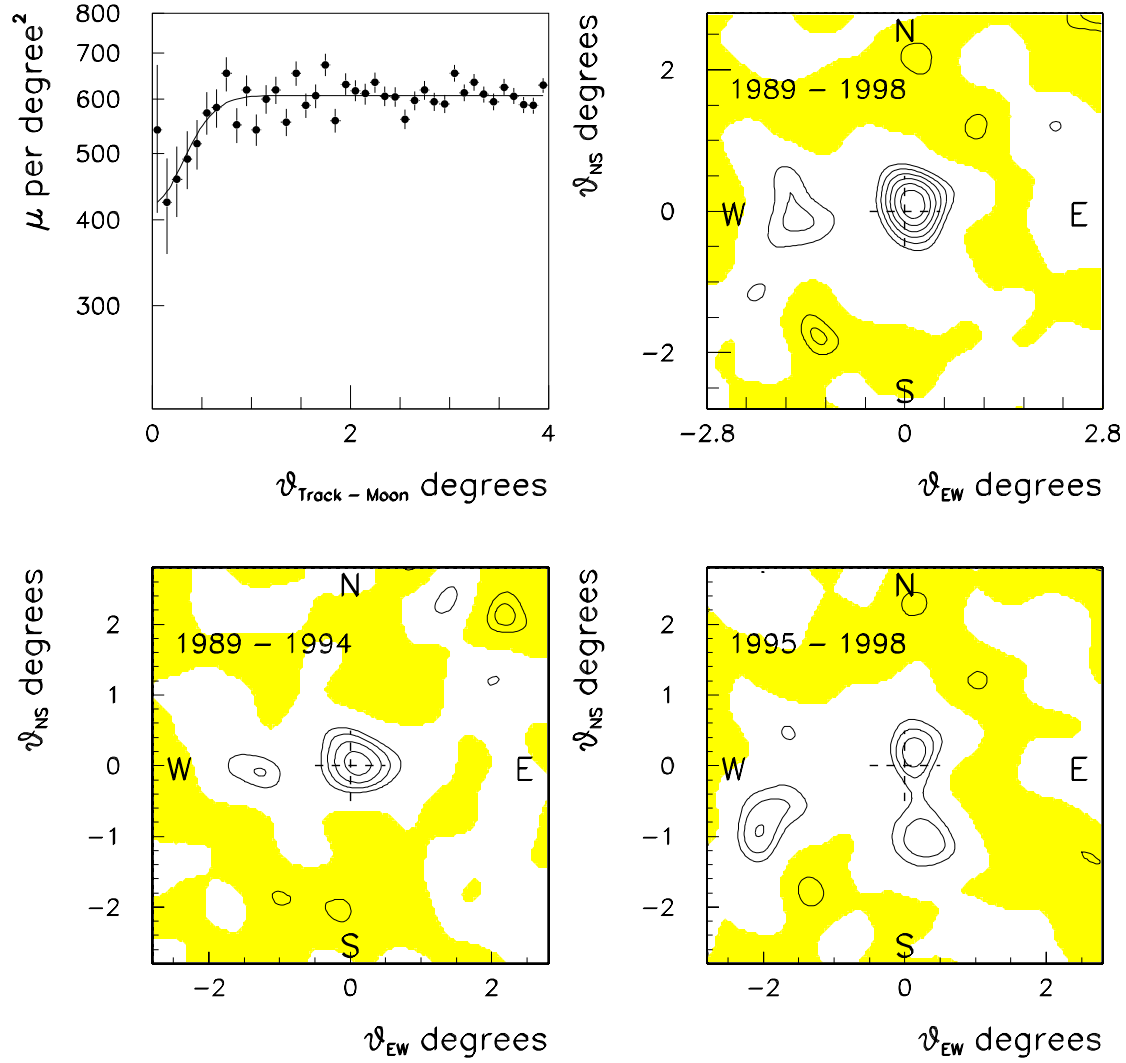 800
700
600
500
400
300
μ per degree²
0
2
4
ϑTrack – Moon degrees
N
1989 – 1998
W
E
S
2
0
−2
ϑNS degrees
−2.8
0
2.8
ϑEW degrees
N
1989 – 1994
W
E
S
2
1
0
−1
−2
ϑNS degrees
−2
0
2
ϑEW degrees
N
1995 – 1998
W
E
S
2
1
0
−1
−2
ϑNS degrees
−2
0
2
ϑEW degrees